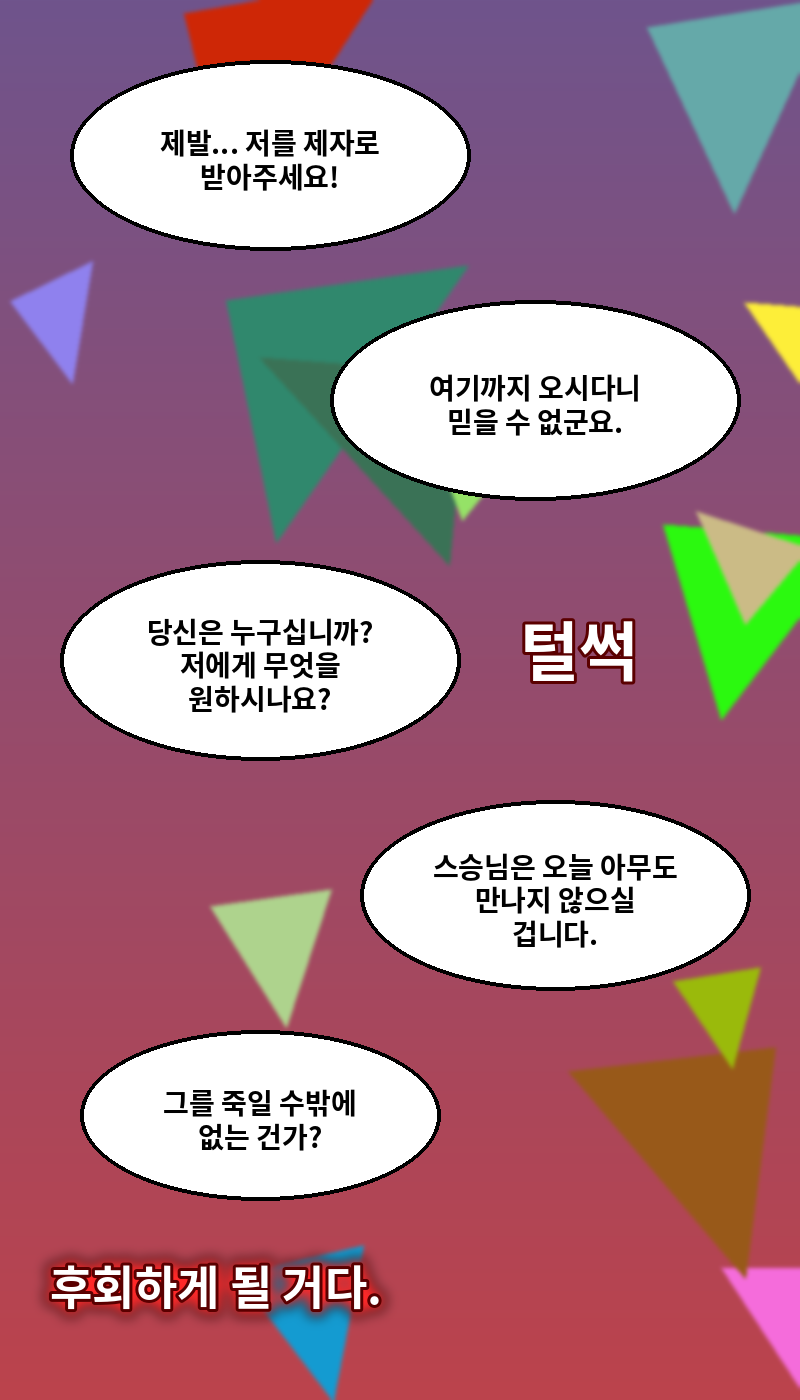 제발... 저를 제자로
받아주세요!
여기까지 오시다니
믿을 수 없군요.
당신은 누구십니까?
저에게 무엇을
원하시나요?
털썩
스승님은 오늘 아무도
만나지 않으실
겁니다.
그를 죽일 수밖에
없는 건가?
후회하게 될 거다.